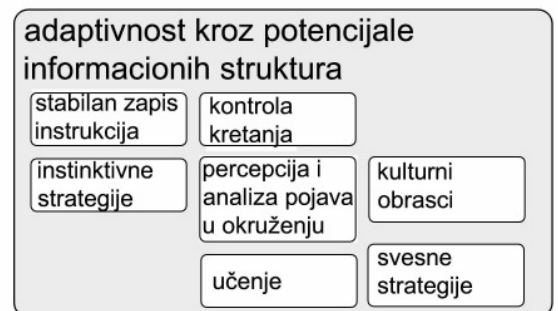 adaptivnost kroz potencijale
informacionih struktura
stabilan zapis
instrukcija
kontrola
kretanja
instinktivne
strategije
percepcija i
analiza pojava
u okruženju
kulturni
obrasci
učenje
svesne
strategije